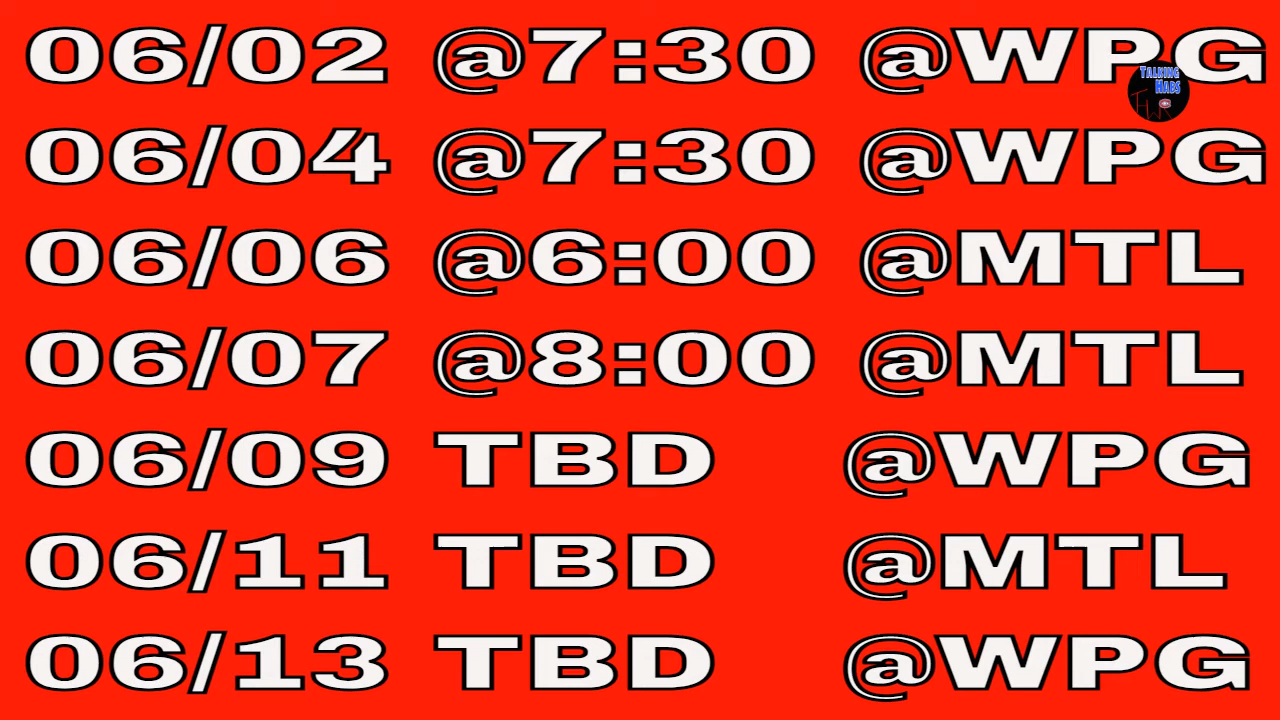 06/02 @7:30 @WPG
TALKING
HABS
06/04 @7:30 @WPG
06/06 @6:00 @MTL
06/07 @8:00 @MTL
06/09 TBD @WPG
06/11 TBD @MTL
06/13 TBD @WPG